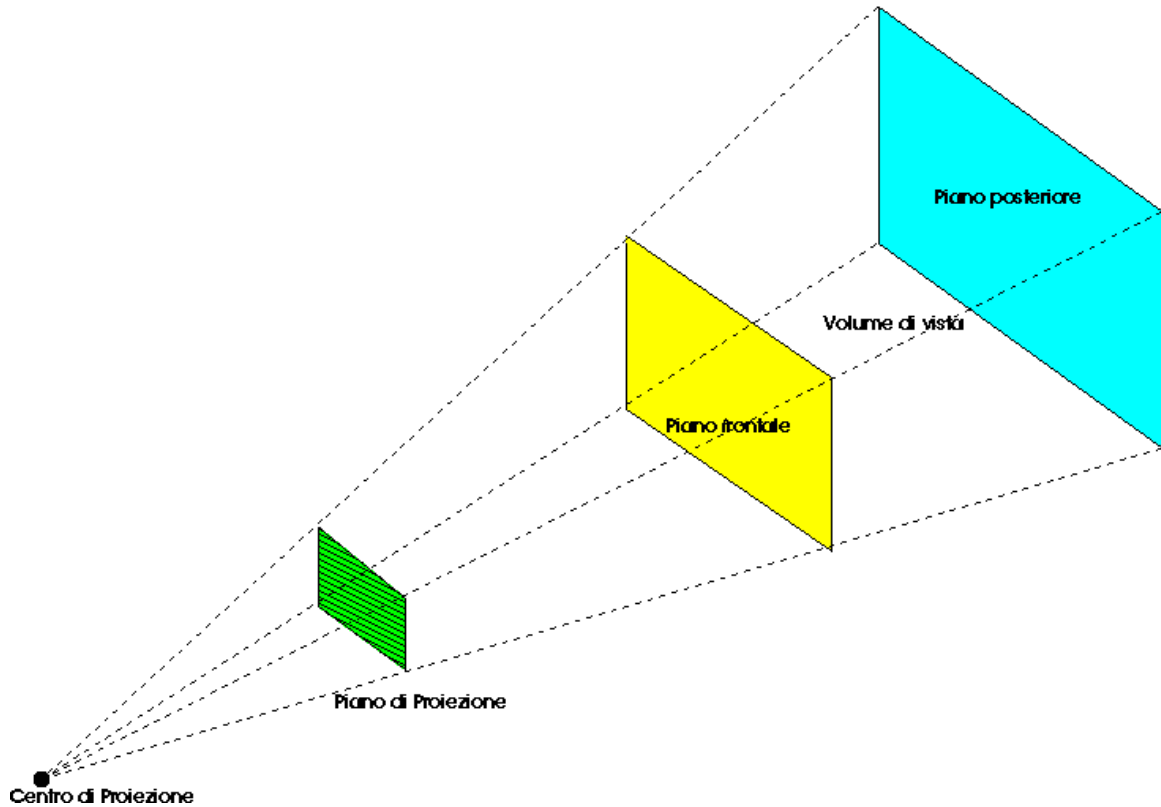 Piano posteriore
Volume di vista
Piano frontale
Piano di Proiezione
Centro di Proiezione